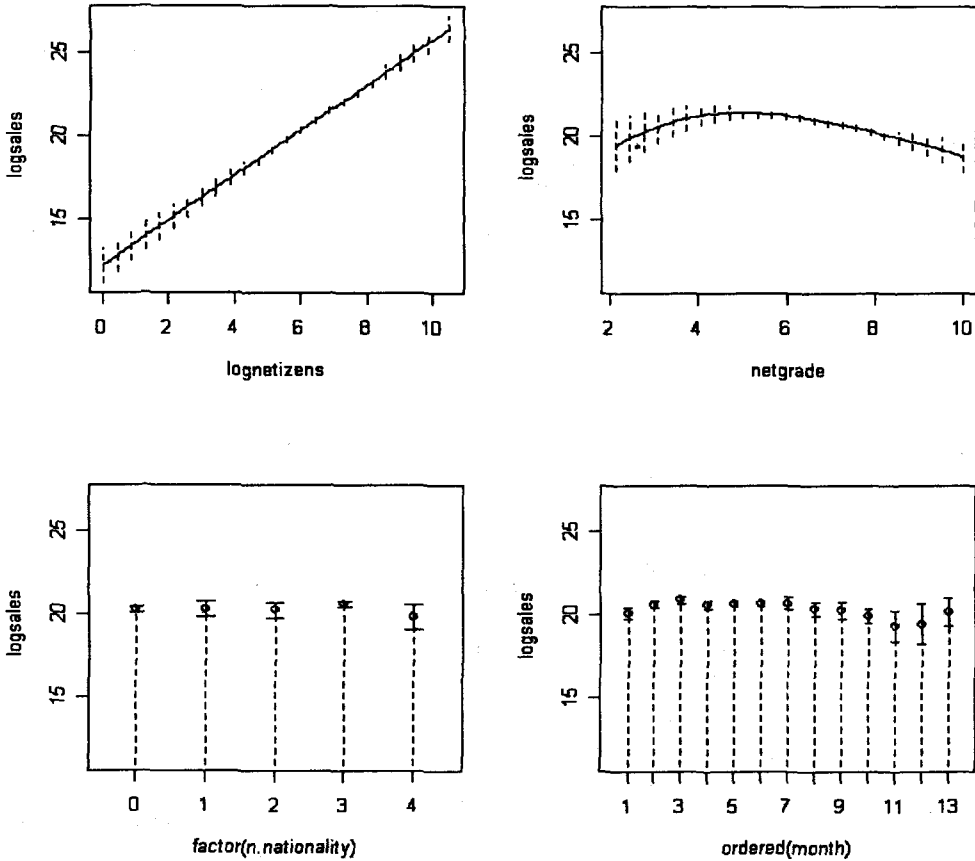 logsales
25
20
15
0 2 4 6 8 10
lognetizens
logsales
25
20
15
2 4 6 8 10
netgrade
logsales
25
20
15
0 1 2 3 4
factor(n.nationality)
logsales
25
20
15
1 3 5 7 9 11 13
ordered(month)